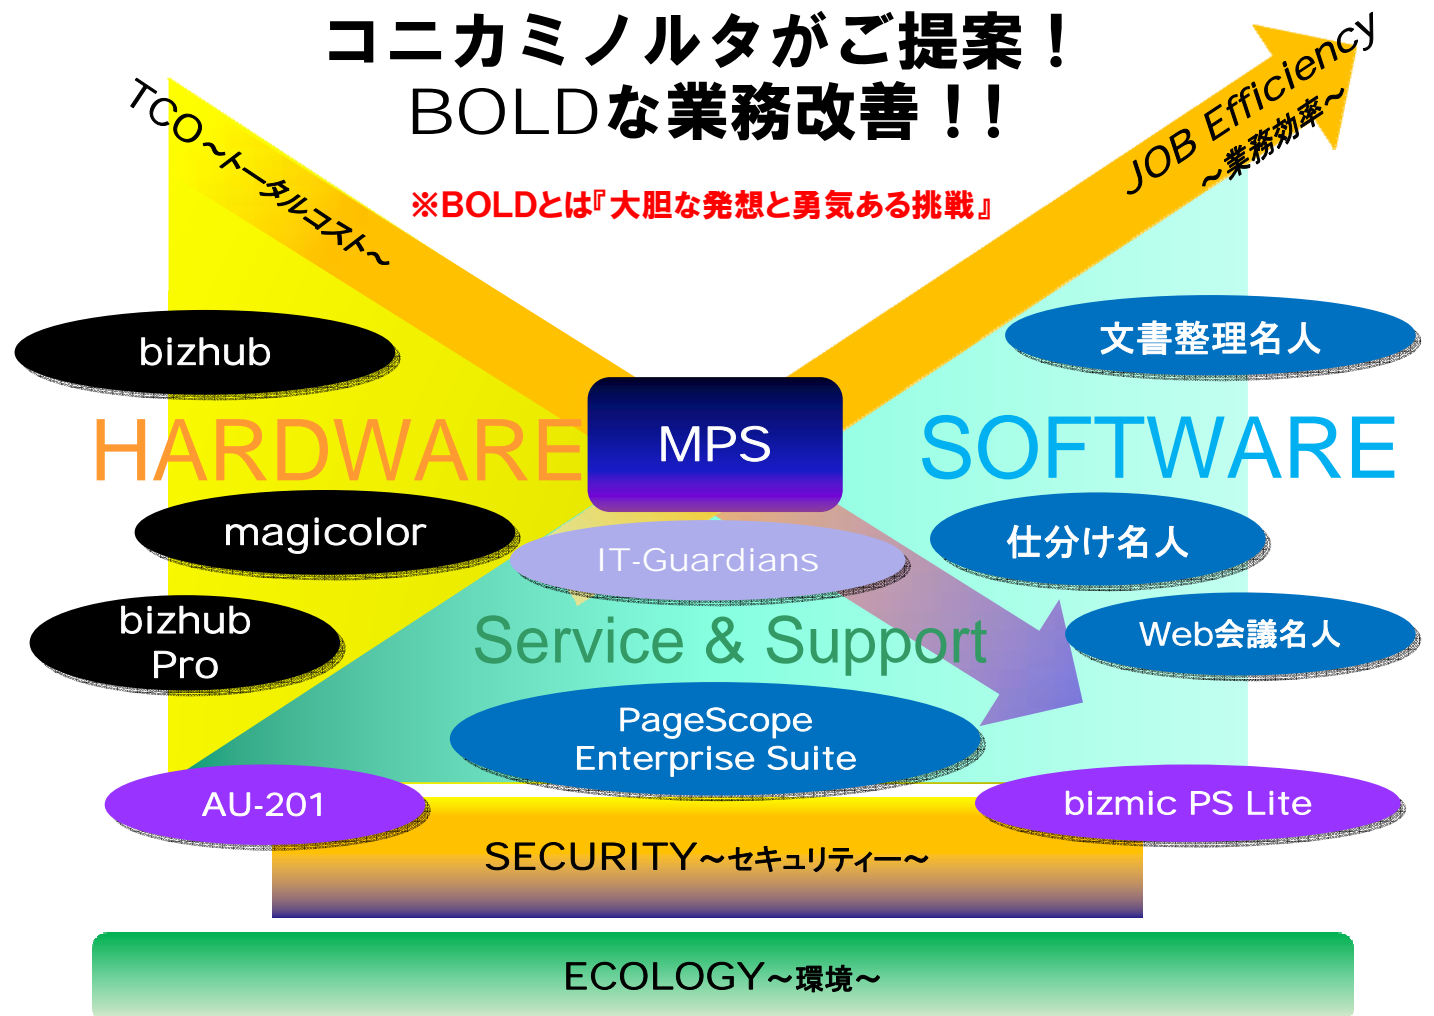 コニカミノルタがご提案！
BOLDな業務改善！！
※BOLDとは『大胆な発想と勇気ある挑戦』
TCO～トータルコスト～
JOB Efficiency
～業務効率～
bizhub
文書整理名人
HARDWARE
MPS
SOFTWARE
magicolor
IT-Guardians
仕分け名人
bizhub
Pro
Service & Support
Web会議名人
PageScope
Enterprise Suite
AU-201
bizmic PS Lite
SECURITY～セキュリティー～
ECOLOGY～環境～